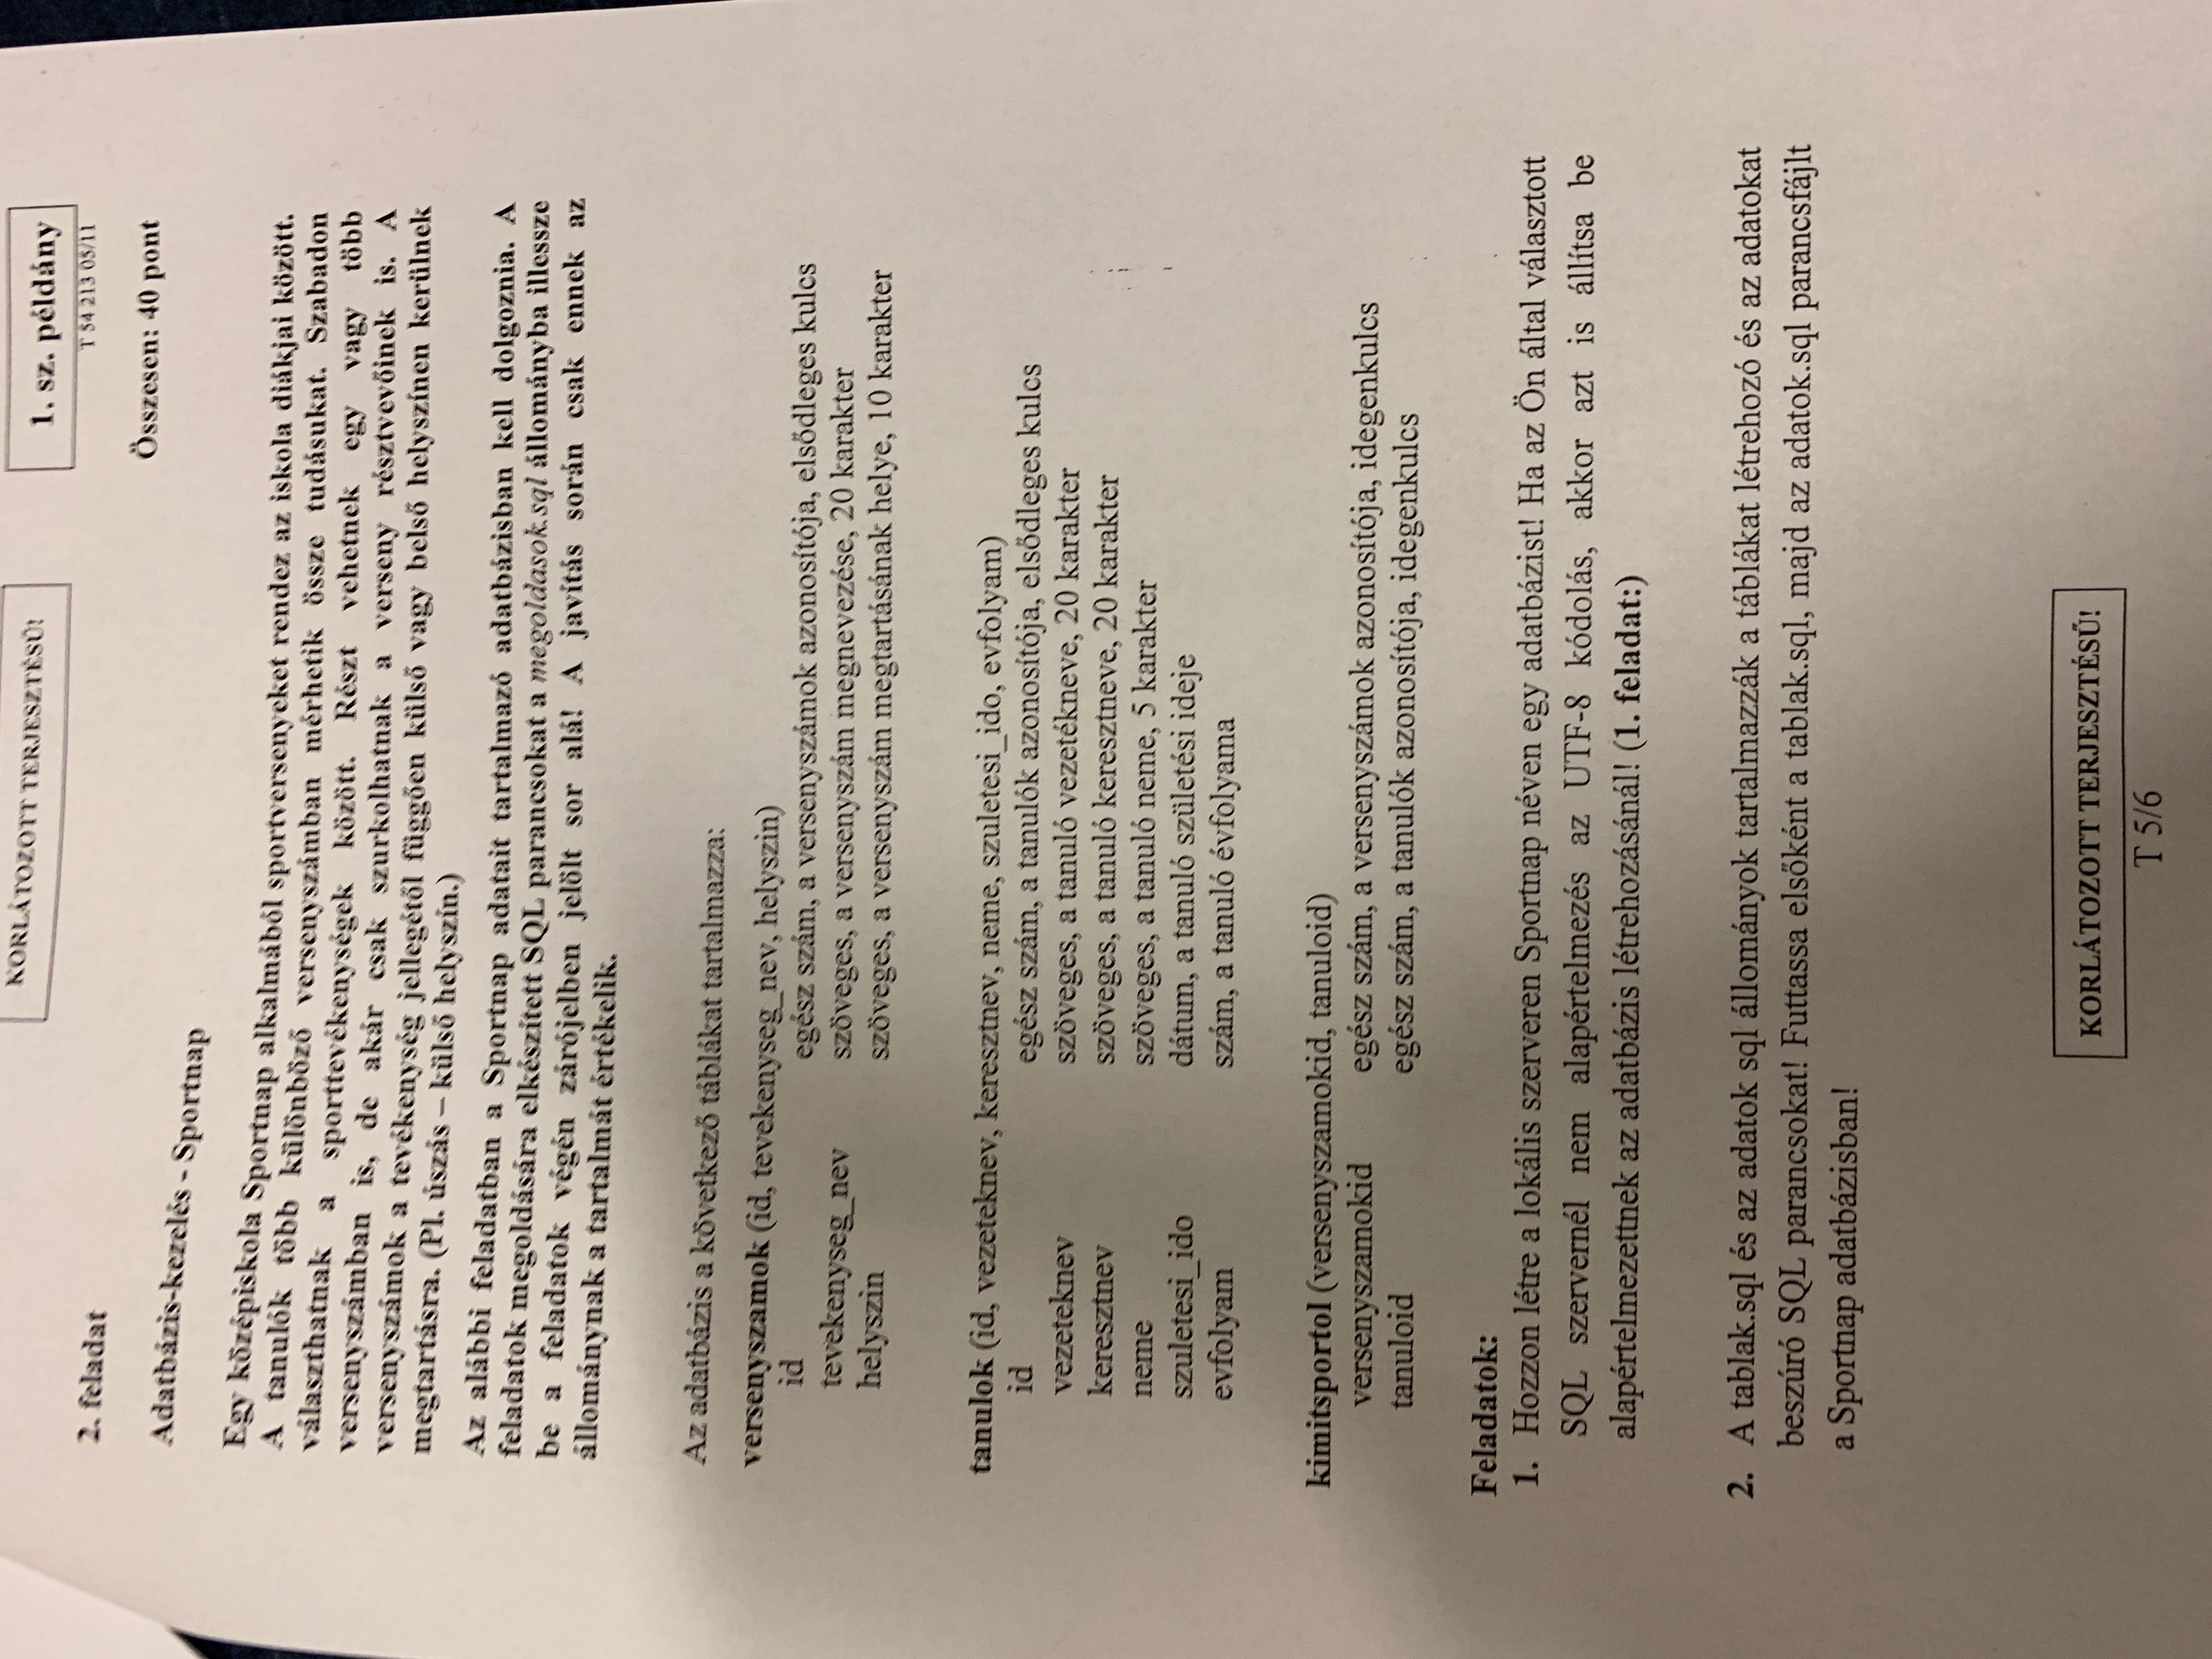 KORLÁTOZOTT TERJESZTÉSŰ!
1. sz. példány
T 54 213 05/11
2. feladat
Összesen: 40 pont
Adatbázis-kezelés - Sportnap
Egy középiskola Sportnap alkalmából sportversenyeket rendez az iskola diákjai között.
A tanulók több különböző versenyszámban mérhetik össze tudásukat. Szabadon
választhatnak a sporttevékenységek között. Részt vehetnek egy vagy több
versenyszámban is, de akár csak szurkolhatnak a verseny résztvevőinek is. A
versenyszámok a tevékenység jellegétől függően külső vagy belső helyszínen kerülnek
megtartásra. (Pl. úszás – külső helyszín.)
Az alábbi feladatban a Sportnap adatait tartalmazó adatbázisban kell dolgoznia. A
feladatok megoldására elkészített SQL parancsokat a megoldasok.sql állományba illessze
be a feladatok végén zárójelben jelölt sor alá! A javítás során csak ennek az
állománynak a tartalmát értékelik.
Az adatbázis a következő táblákat tartalmazza:
versenyszamok (id, tevekenyseg_nev, helyszin)
id egész szám, a versenyszámok azonosítója, elsődleges kulcs
tevekenyseg_nev szöveges, a versenyszám megnevezése, 20 karakter
helyszin szöveges, a versenyszám megtartásának helye, 10 karakter
tanulok (id, vezeteknev, keresztnev, neme, szuletesi_ido, evfolyam)
id egész szám, a tanulók azonosítója, elsődleges kulcs
vezeteknev szöveges, a tanuló vezetékneve, 20 karakter
keresztnev szöveges, a tanuló keresztneve, 20 karakter
neme szöveges, a tanuló neme, 5 karakter
szuletesi_ido dátum, a tanuló születési ideje
evfolyam szám, a tanuló évfolyama
kimitsportol (versenyszamokid, tanuloid)
versenyszamokid egész szám, a versenyszámok azonosítója, idegenkulcs
tanuloid egész szám, a tanulók azonosítója, idegenkulcs
Feladatok:
1. Hozzon létre a lokális szerveren Sportnap néven egy adatbázist! Ha az Ön által választott
SQL szervernél nem alapértelmezés az UTF-8 kódolás, akkor azt is állítsa be
alapértelmezettnek az adatbázis létrehozásánál! (1. feladat:)
2. A tablak.sql és az adatok sql állományok tartalmazzák a táblákat létrehozó és az adatokat
beszúró SQL parancsokat! Futtassa elsőként a tablak.sql, majd az adatok.sql parancsfájlt
a Sportnap adatbázisban!
KORLÁTOZOTT TERJESZTÉSŰ!
T 5/6